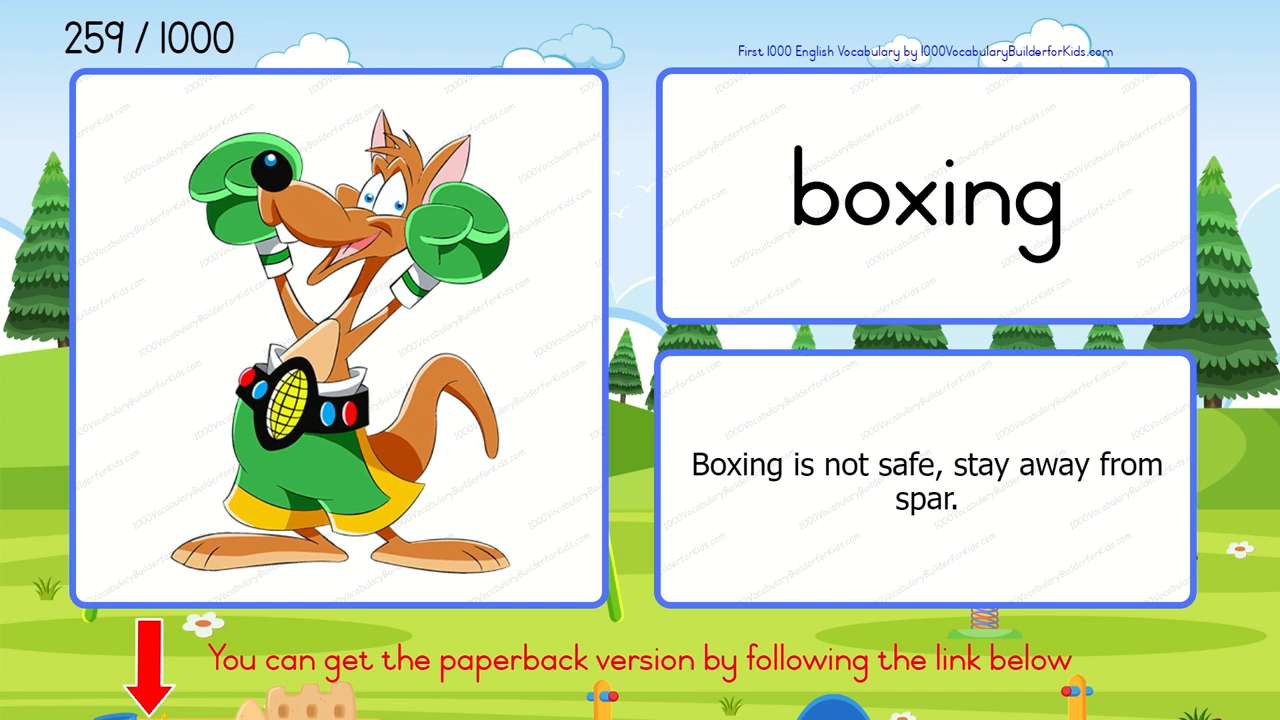 259 / 1000
First 1000 English Vocabulary by 1000VocabularyBuilderforKids.com
boxing
Boxing is not safe, stay away from
spar.
You can get the paperback version by following the link below